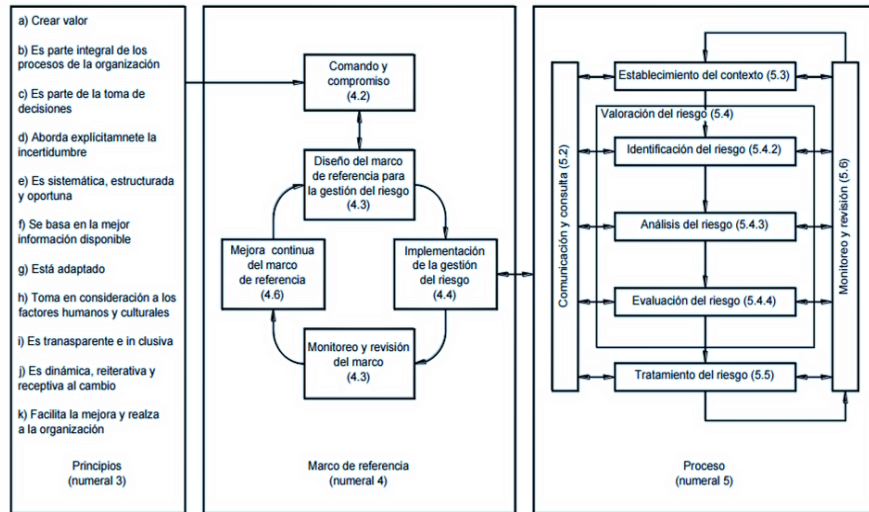 a) Crear valor
b) Es parte integral de los
procesos de la organización
c) Es parte de la toma de
decisiones
d) Aborda explícitamnete la
incertidumbre
e) Es sistemática, estructurada
y oportuna
f) Se basa en la mejor
información disponible
g) Está adaptado
h) Toma en consideración a los
factores humanos y culturales
i) Es tranasparente e in clusiva
j) Es dinámica, reiterativa y
receptiva al cambio
k) Facilita la mejora y realza
a la organización
Principios
(numeral 3)
Comando y
compromiso
(4.2)
Diseño del marco
de referencia para
la gestión del riesgo
(4.3)
Mejora continua
del marco
de referencia
(4.6)
Implementación
de la gestión del
riesgo
(4.4)
Monitoreo y revisión
del marco
(4.3)
Marco de referencia
(numeral 4)
Comunicación y consulta (5.2)
Establecimiento del contexto (5.3)
Valoración del riesgo (5.4)
Identificación del riesgo (5.4.2)
Análisis del riesgo (5.4.3)
Evaluación del riesgo (5.4.4)
Tratamiento del riesgo (5.5)
Monitoreo y revisión (5.6)
Proceso
(numeral 5)